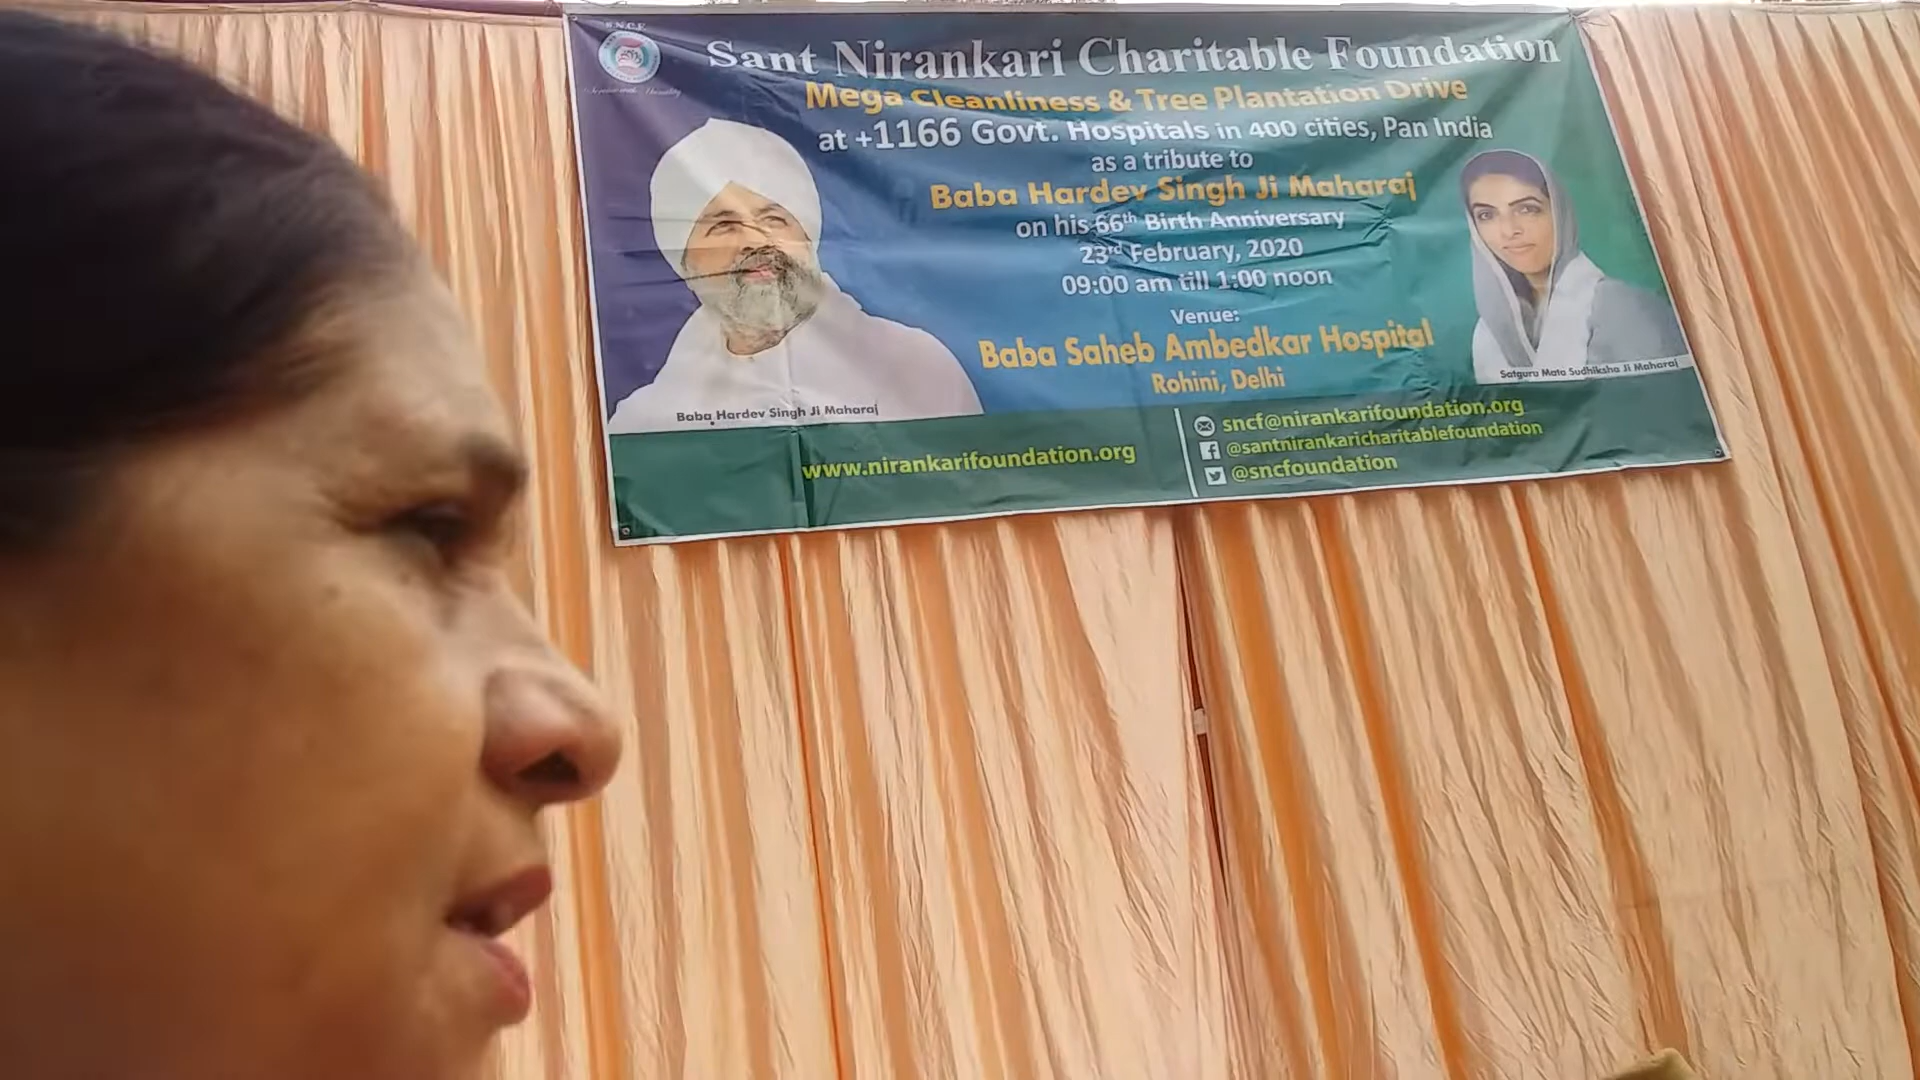 S.N.C.F
Sant Nirankari Charitable Foundation
Mega Cleanliness & Tree Plantation Drive
at +1166 Govt. Hospitals in 400 cities, Pan India
as a tribute to
Baba Hardev Singh Ji Maharaj
on his 66th Birth Anniversary
23rd February, 2020
09:00 am till 1:00 noon
Venue:
Baba Saheb Ambedkar Hospital
Rohini, Delhi
Baba Hardev Singh Ji Maharaj
Satguru Mata Sudhiksha Ji Maharaj
www.nirankarifoundation.org
sncf@nirankarifoundation.org
@santnirankaricharitablefoundation
@sncfoundation